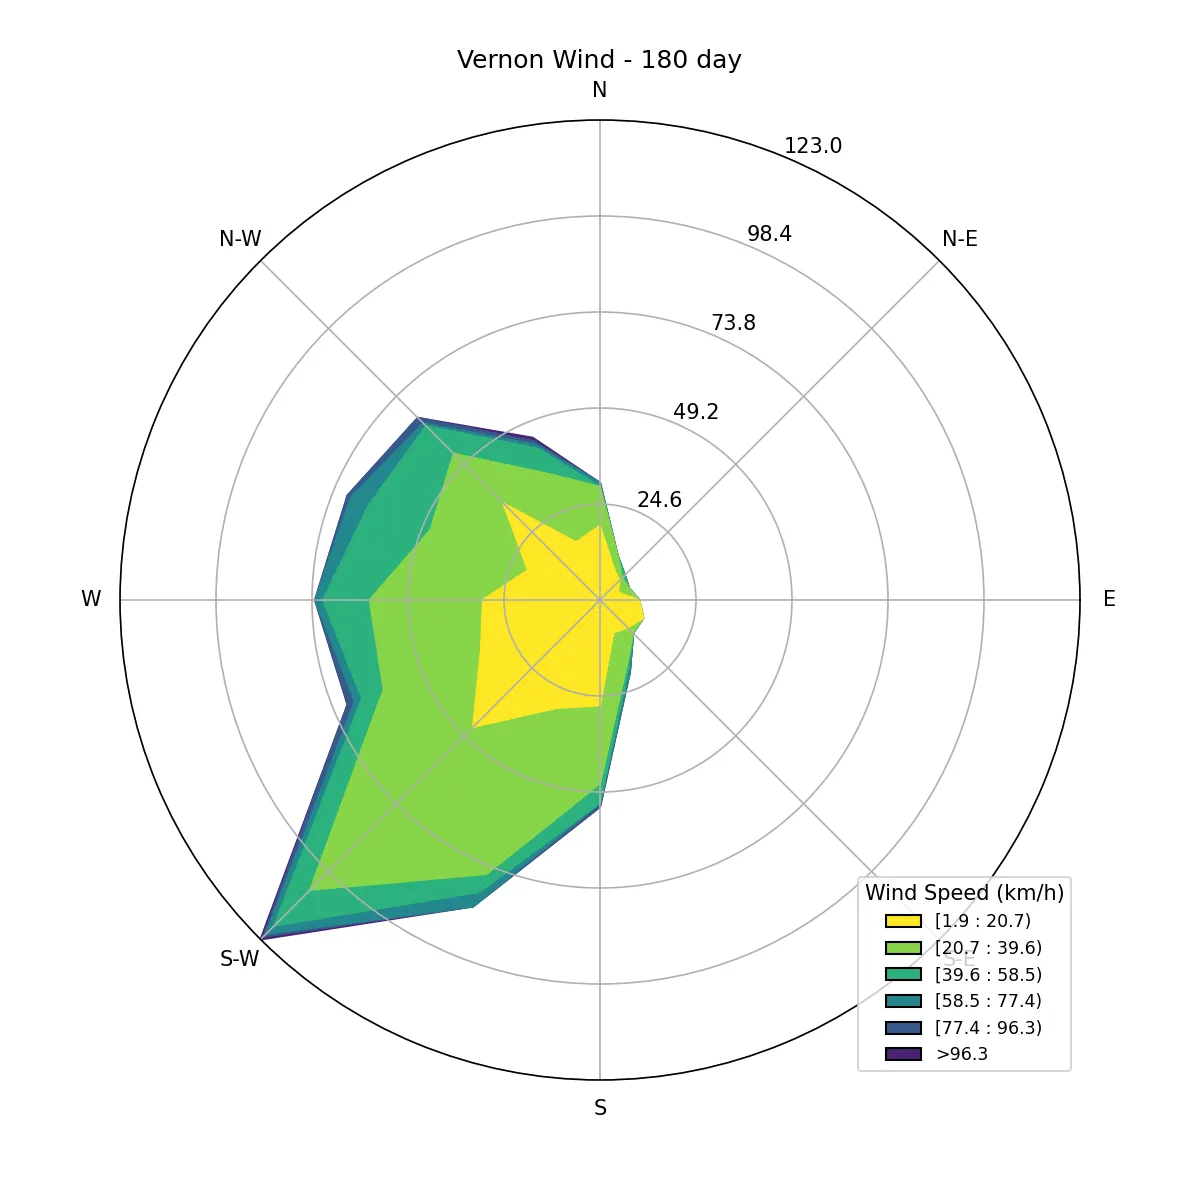 Vernon Wind - 180 day
N
123.0
98.4
N-W
N-E
73.8
49.2
24.6
W
E
S-W
S-E
Wind Speed (km/h)
[1.9 : 20.7)
[20.7 : 39.6)
[39.6 : 58.5)
[58.5 : 77.4)
[77.4 : 96.3)
>96.3
S